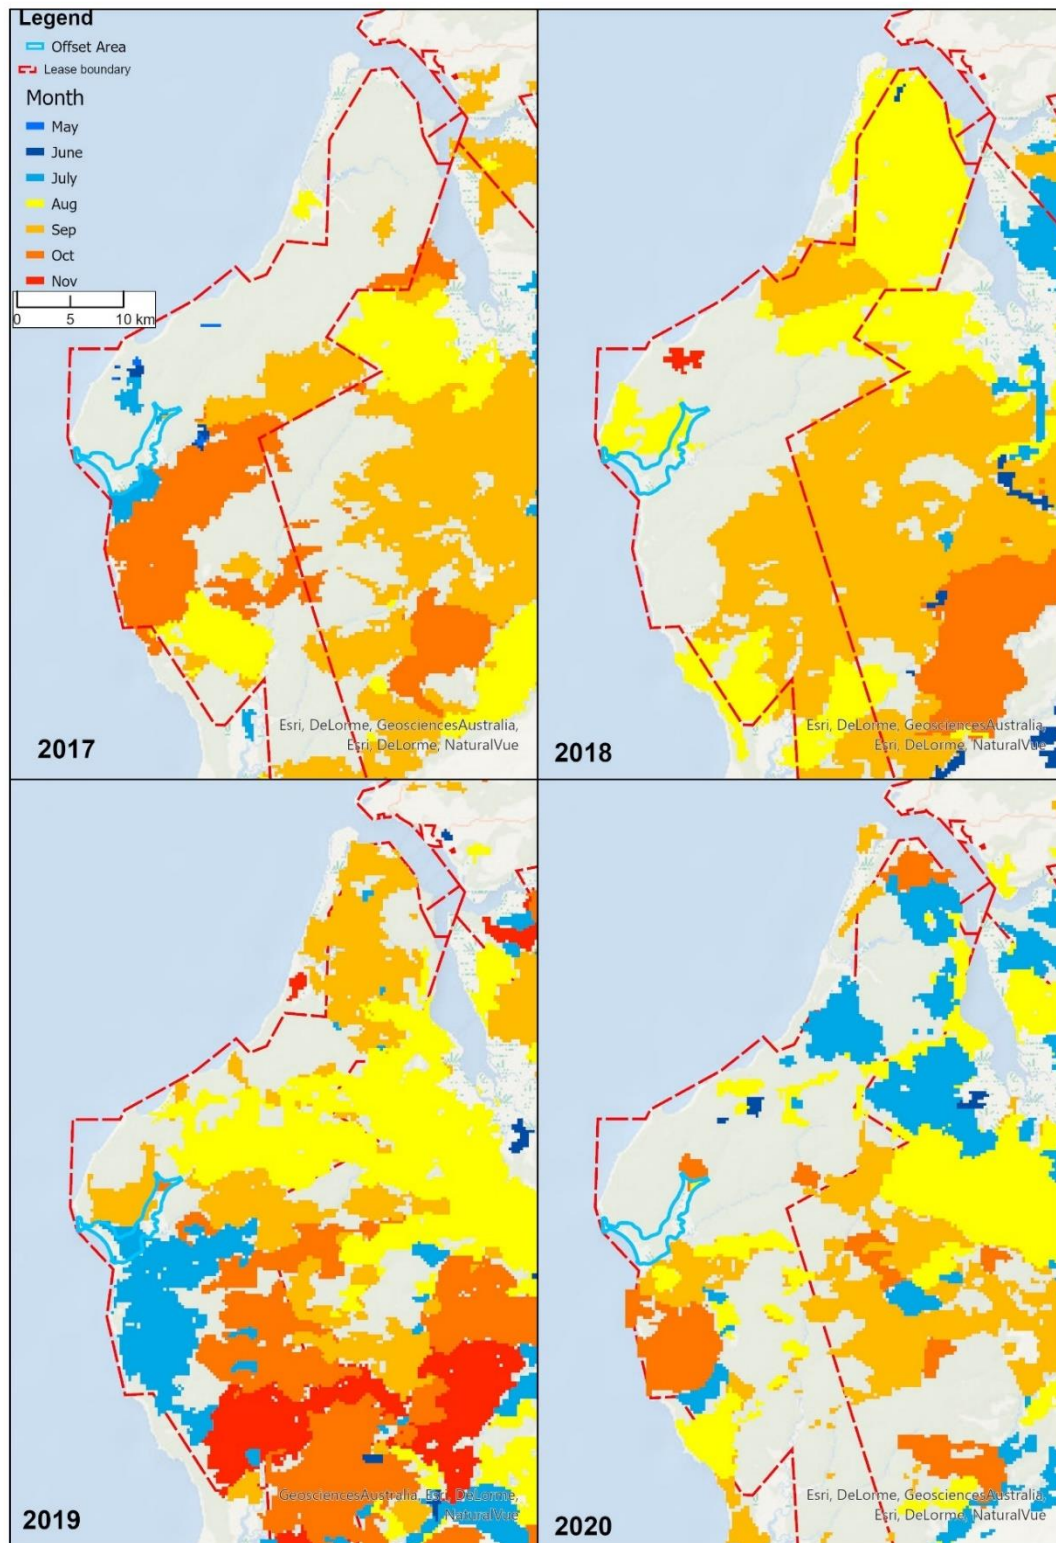 Legend
Offset Area
Lease boundary
Month
May
June
July
Aug
Sep
Oct
Nov
0 5 10 km
Esri, DeLorme, GeosciencesAustralia,
Esri, DeLorme, NaturalVue
2017
Esri, DeLorme, GeosciencesAustralia,
Esri, DeLorme, NaturalVue
2018
GeosciencesAustralia, Esri, DeLorme,
NaturalVue
2019
Esri, DeLorme, GeosciencesAustralia,
Esri, DeLorme, NaturalVue
2020